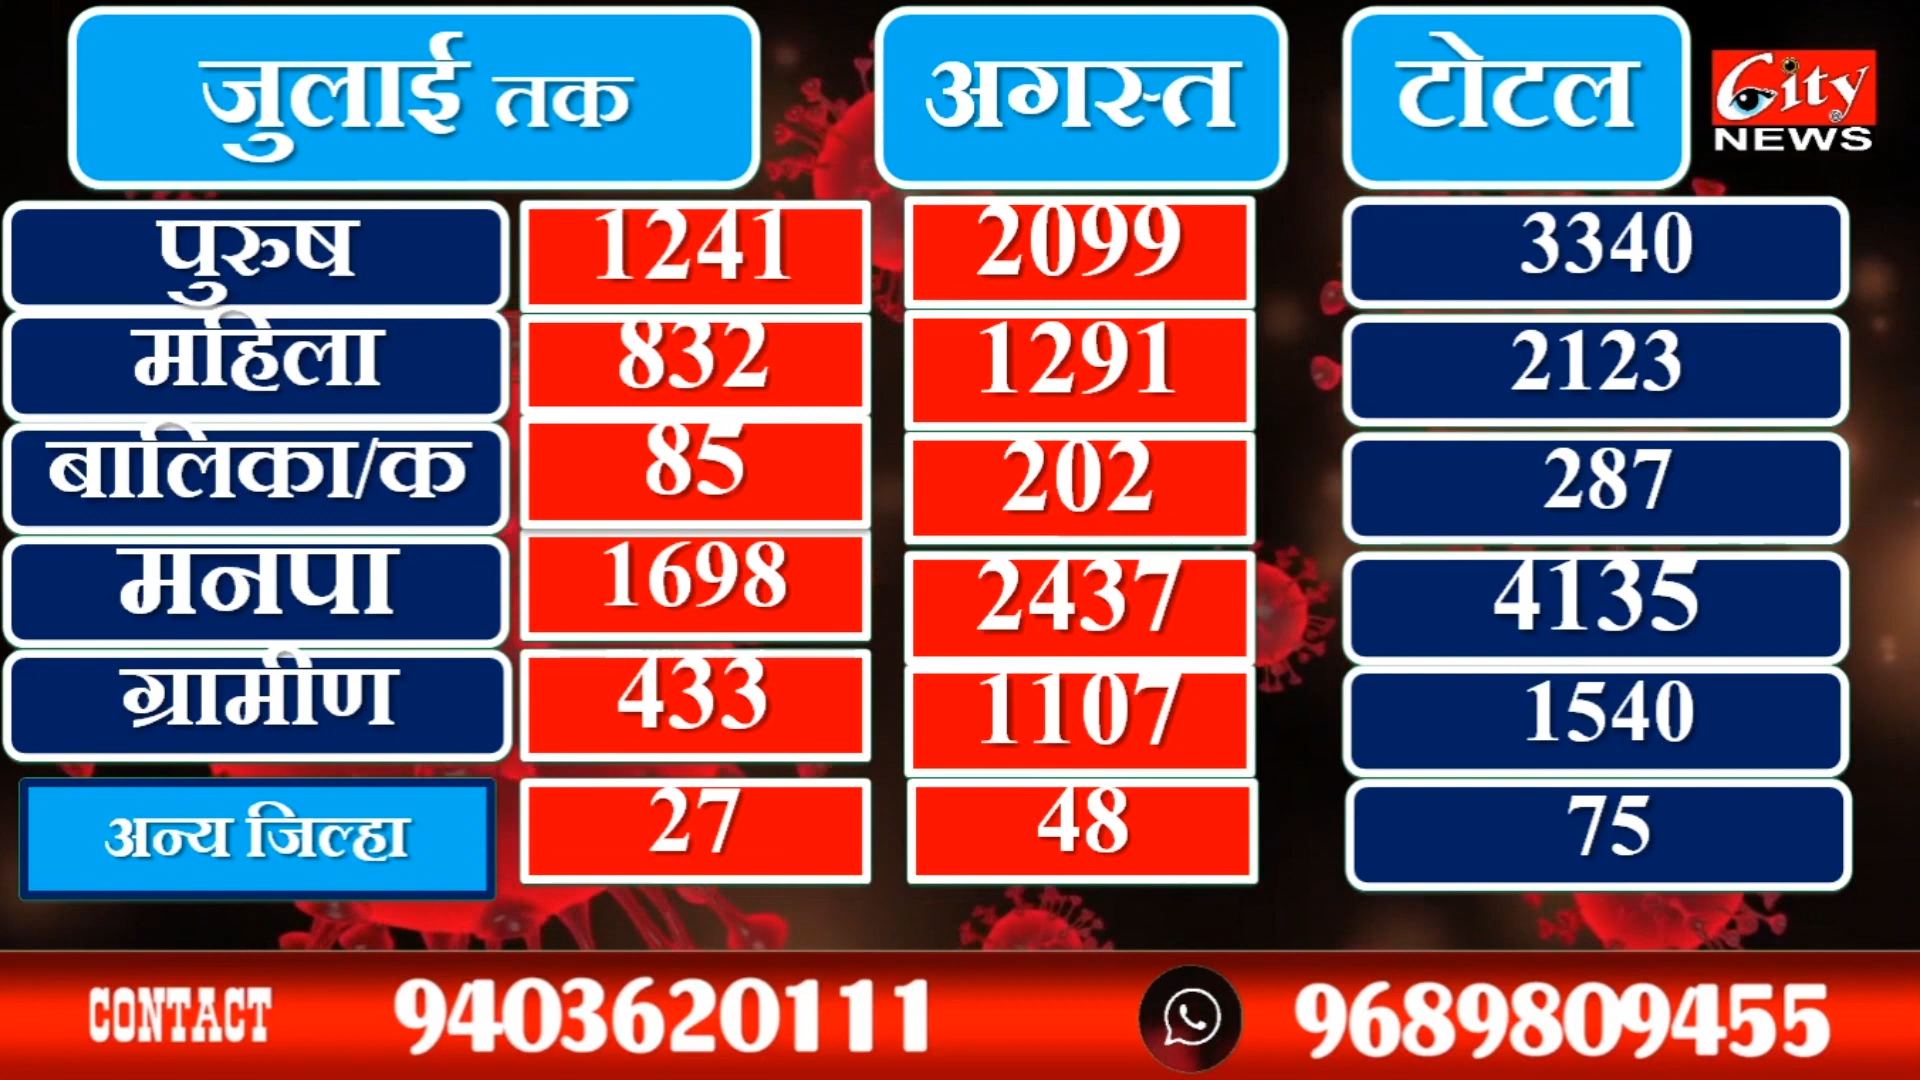 जुलाई तक अगस्त टोटल
City
NEWS
पुरुष 1241 2099 3340
महिला 832 1291 2123
बालिका/क 85 202 287
मनपा 1698 2437 4135
ग्रामीण 433 1107 1540
अन्य जिल्हा 27 48 75
CONTACT 9403620111 9689809455